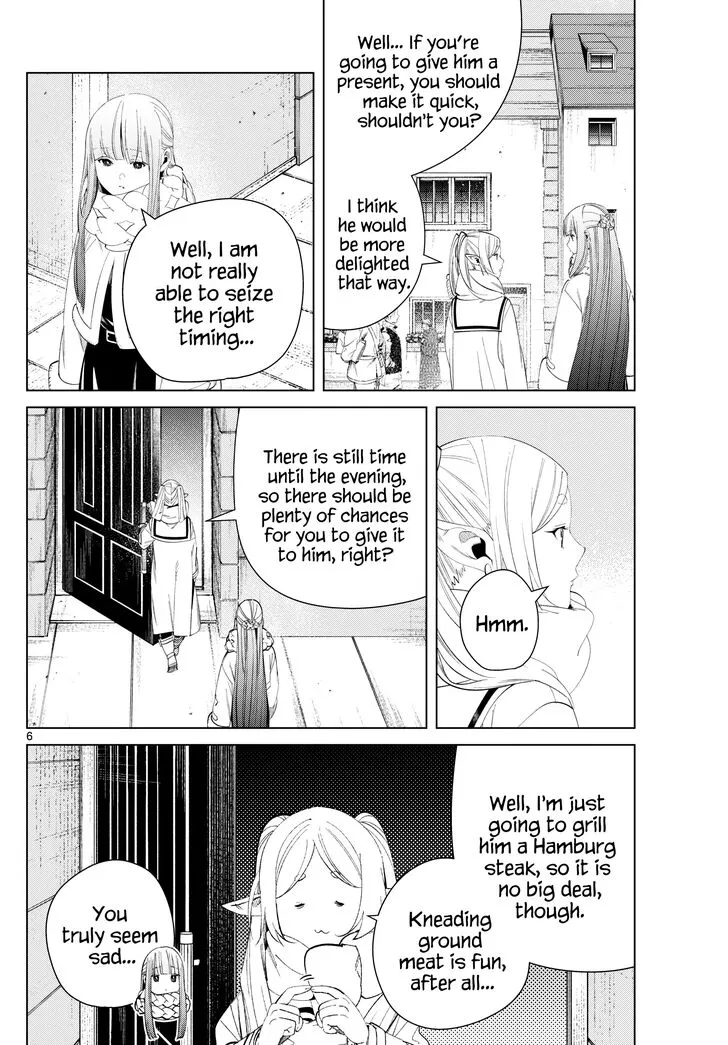 Well... If you're
going to give him a
present, you should
make it quick,
shouldn't you?
I think
he would
be more
delighted
that way.
Well, I am
not really
able to seize
the right
timing...
Hmm.
There is still time
until the evening,
so there should be
plenty of chances
for you to give it
to him, right?
6
Well, I'm just
going to grill
him a Hamburg
steak, so it is
no big deal,
though.
Kneading
ground
meat is fun,
after all...
You
truly seem
sad...